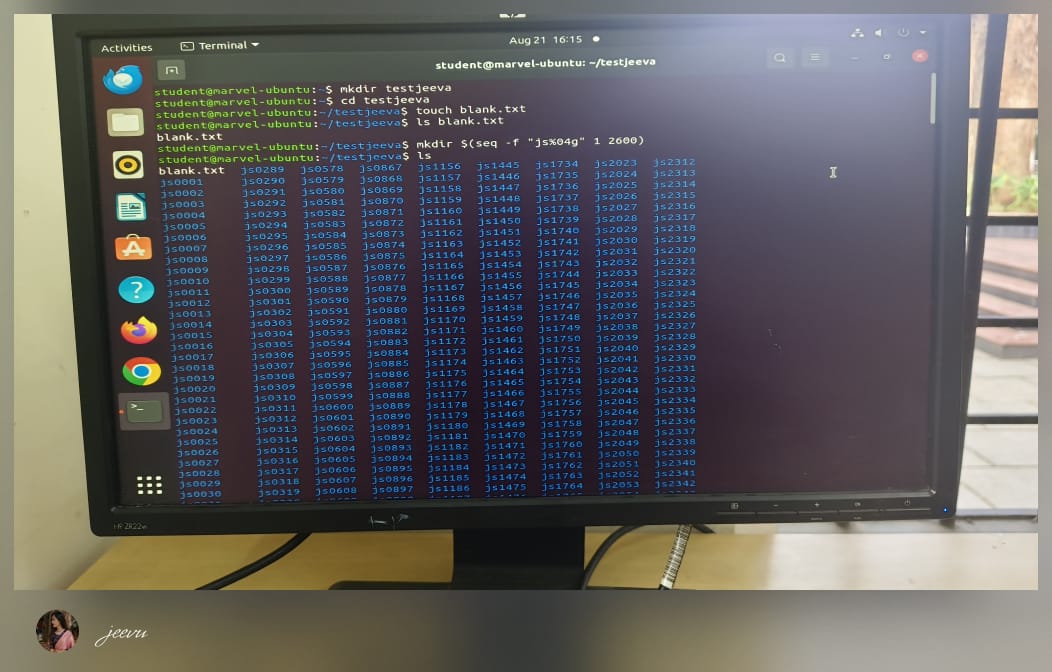 Activities Terminal Aug 21 16:15
student@marvel-ubuntu: ~/testjeeva
student@marvel-ubuntu:~$ mkdir testjeeva
student@marvel-ubuntu:~$ cd testjeeva
student@marvel-ubuntu:~/testjeeva$ touch blank.txt
student@marvel-ubuntu:~/testjeeva$ ls blank.txt
blank.txt
student@marvel-ubuntu:~/testjeeva$ mkdir $(seq -f "js%04g" 1 2600)
student@marvel-ubuntu:~/testjeeva$ ls
blank.txt js0289 js0578 js0867 js1156 js1445 js1734 js2023 js2312
js0001 js0290 js0579 js0868 js1157 js1446 js1735 js2024 js2313
js0002 js0291 js0580 js0869 js1158 js1447 js1736 js2025 js2314
js0003 js0292 js0581 js0870 js1159 js1448 js1737 js2026 js2315
js0004 js0293 js0582 js0871 js1160 js1449 js1738 js2027 js2316
js0005 js0294 js0583 js0872 js1161 js1450 js1739 js2028 js2317
js0006 js0295 js0584 js0873 js1162 js1451 js1740 js2029 js2318
js0007 js0296 js0585 js0874 js1163 js1452 js1741 js2030 js2319
js0008 js0297 js0586 js0875 js1164 js1453 js1742 js2031 js2320
js0009 js0298 js0587 js0876 js1165 js1454 js1743 js2032 js2321
js0010 js0299 js0588 js0877 js1166 js1455 js1744 js2033 js2322
js0011 js0300 js0589 js0878 js1167 js1456 js1745 js2034 js2323
js0012 js0301 js0590 js0879 js1168 js1457 js1746 js2035 js2324
js0013 js0302 js0591 js0880 js1169 js1458 js1747 js2036 js2325
js0014 js0303 js0592 js0881 js1170 js1459 js1748 js2037 js2326
js0015 js0304 js0593 js0882 js1171 js1460 js1749 js2038 js2327
js0016 js0305 js0594 js0883 js1172 js1461 js1750 js2039 js2328
js0017 js0306 js0595 js0884 js1173 js1462 js1751 js2040 js2329
js0018 js0307 js0596 js0885 js1174 js1463 js1752 js2041 js2330
js0019 js0308 js0597 js0886 js1175 js1464 js1753 js2042 js2331
js0020 js0309 js0598 js0887 js1176 js1465 js1754 js2043 js2332
js0021 js0310 js0599 js0888 js1177 js1466 js1755 js2044 js2333
js0022 js0311 js0600 js0889 js1178 js1467 js1756 js2045 js2334
js0023 js0312 js0601 js0890 js1179 js1468 js1757 js2046 js2335
js0024 js0313 js0602 js0891 js1180 js1469 js1758 js2047 js2336
js0025 js0314 js0603 js0892 js1181 js1470 js1759 js2048 js2337
js0026 js0315 js0604 js0893 js1182 js1471 js1760 js2049 js2338
js0027 js0316 js0605 js0894 js1183 js1472 js1761 js2050 js2339
js0028 js0317 js0606 js0895 js1184 js1473 js1762 js2051 js2340
js0029 js0318 js0607 js0896 js1185 js1474 js1763 js2052 js2341
js0030 js0319 js0608 js0897 js1186 js1475 js1764 js2053 js2342
HP ZR22w
jeevu